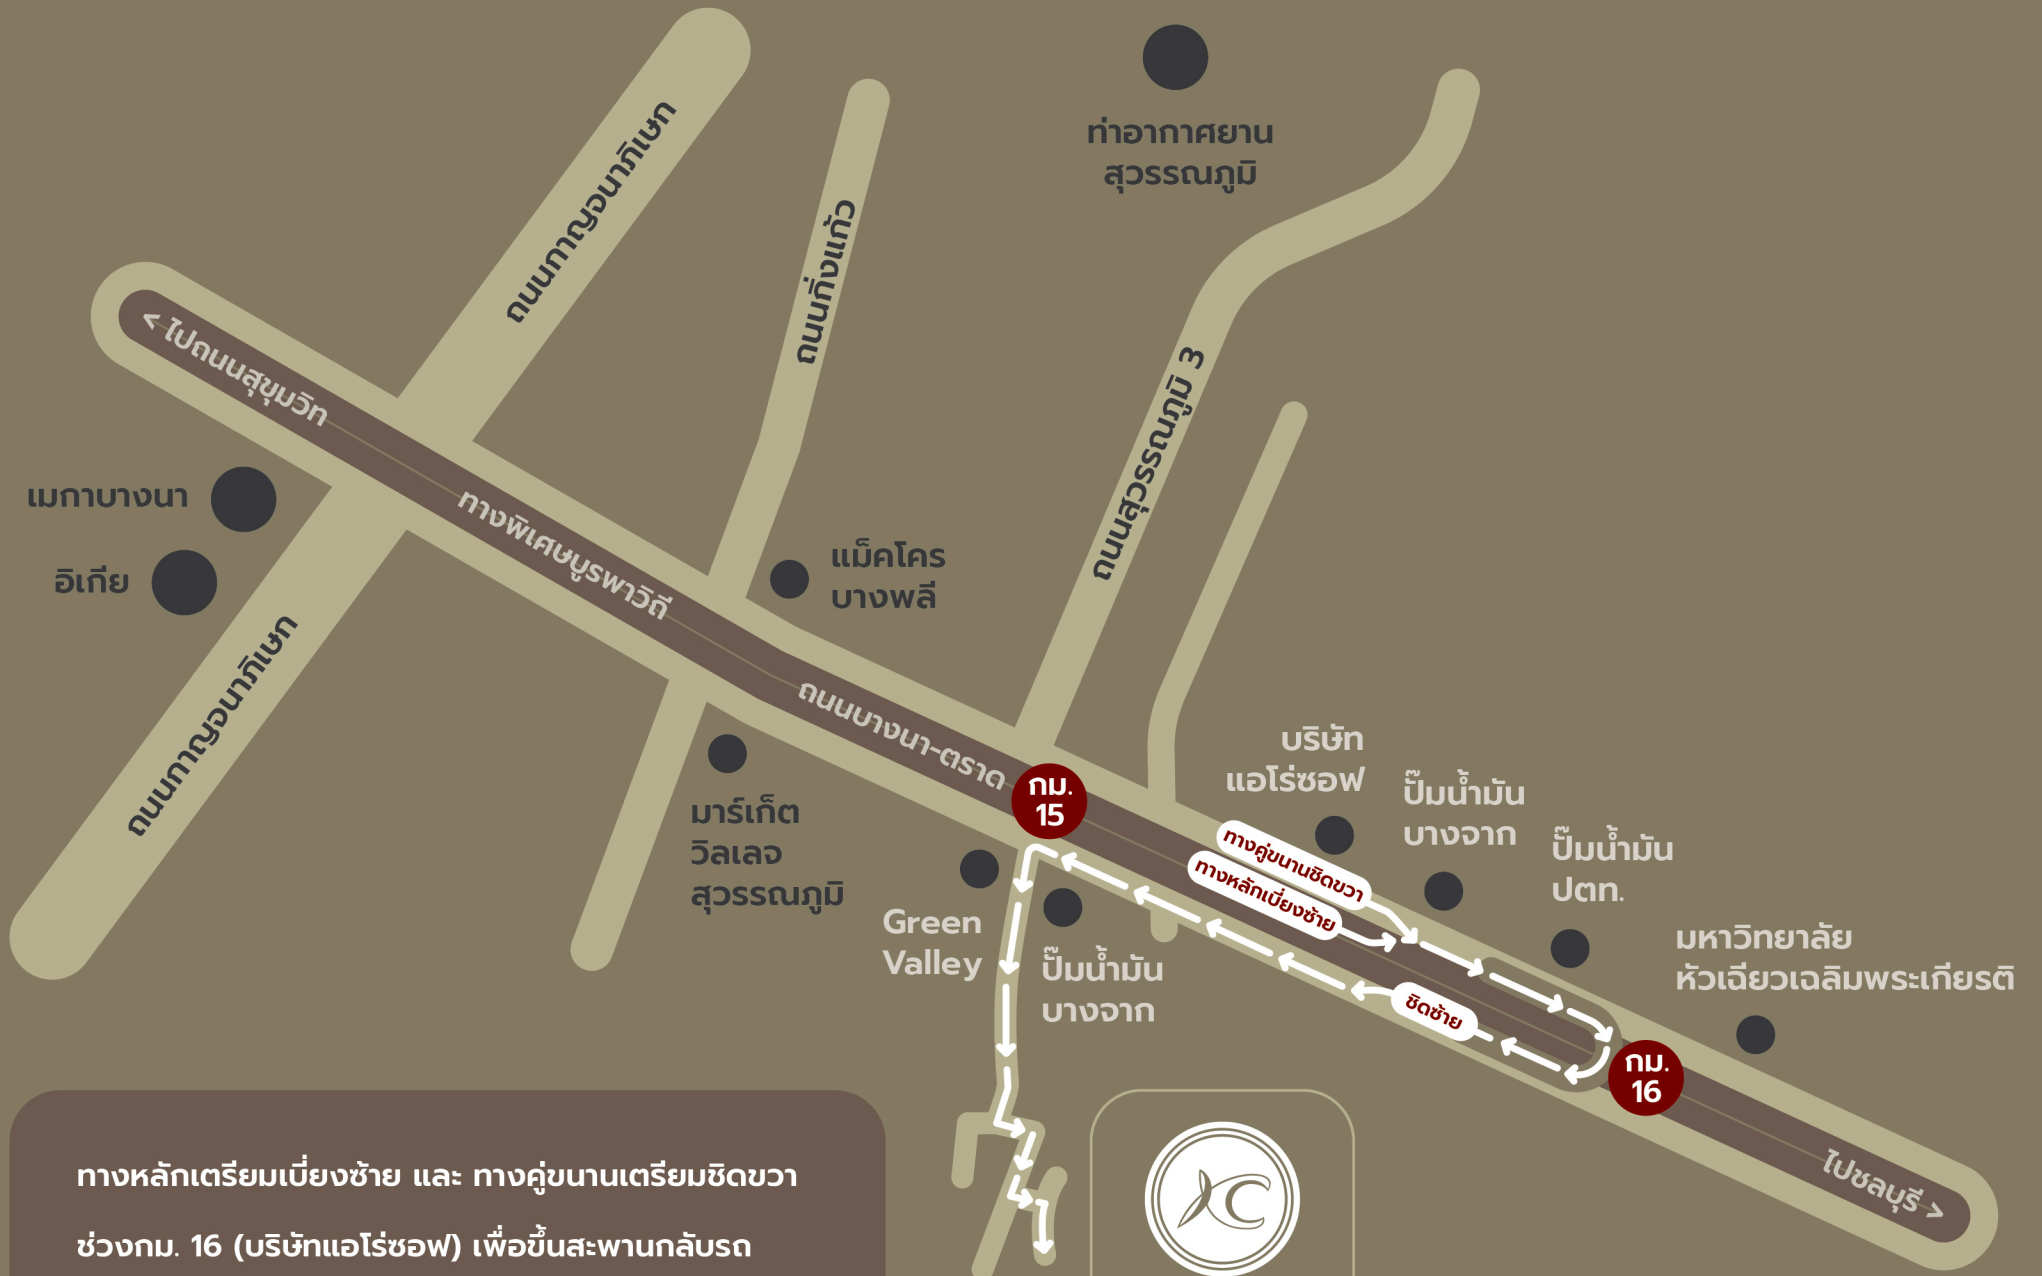 ท่าอากาศยาน
สุวรรณภูมิ
ถนนกาญจนาภิเษก
ถนนกิ่งแก้ว
< ไปถนนสุขุมวิท
ถนนสุวรรณภูมิ 3
เมกาบางนา
อิเกีย
ทางพิเศษบูรพาวิถี
แม็คโคร
บางพลี
ถนนกาญจนาภิเษก
ถนนบางนา-ตราด
มาร์เก็ต
วิลเลจ
สุวรรณภูมิ
กม.
15
บริษัท
แอโร่ซอฟ
ปั๊มน้ำมัน
บางจาก
ปั๊มน้ำมัน
ปตท.
ทางคู่ขนานชิดขวา
ทางหลักเบี่ยงซ้าย
Green
Valley
ปั๊มน้ำมัน
บางจาก
มหาวิทยาลัย
หัวเฉียวเฉลิมพระเกียรติ
ชิดซ้าย
กม.
16
ไปชลบุรี >
ทางหลักเตรียมเบี่ยงซ้าย และ ทางคู่ขนานเตรียมชิดขวา
ช่วงกม. 16 (บริษัทแอโร่ซอฟ) เพื่อขึ้นสะพานกลับรถ